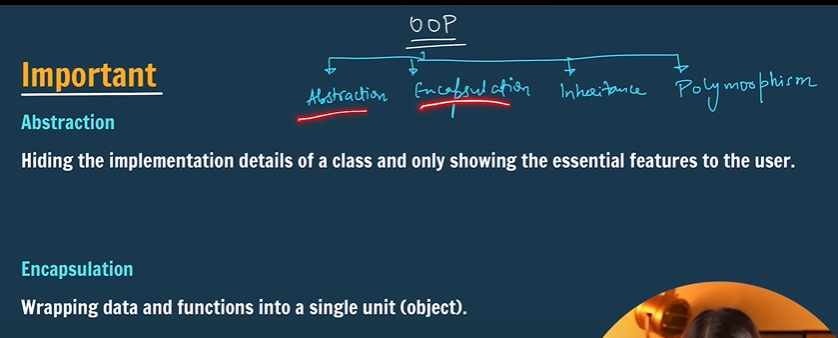 OOP
Important
Abstraction Encapsulation Inheritance Polymorphism
Abstraction
Hiding the implementation details of a class and only showing the essential features to the user.
Encapsulation
Wrapping data and functions into a single unit (object).